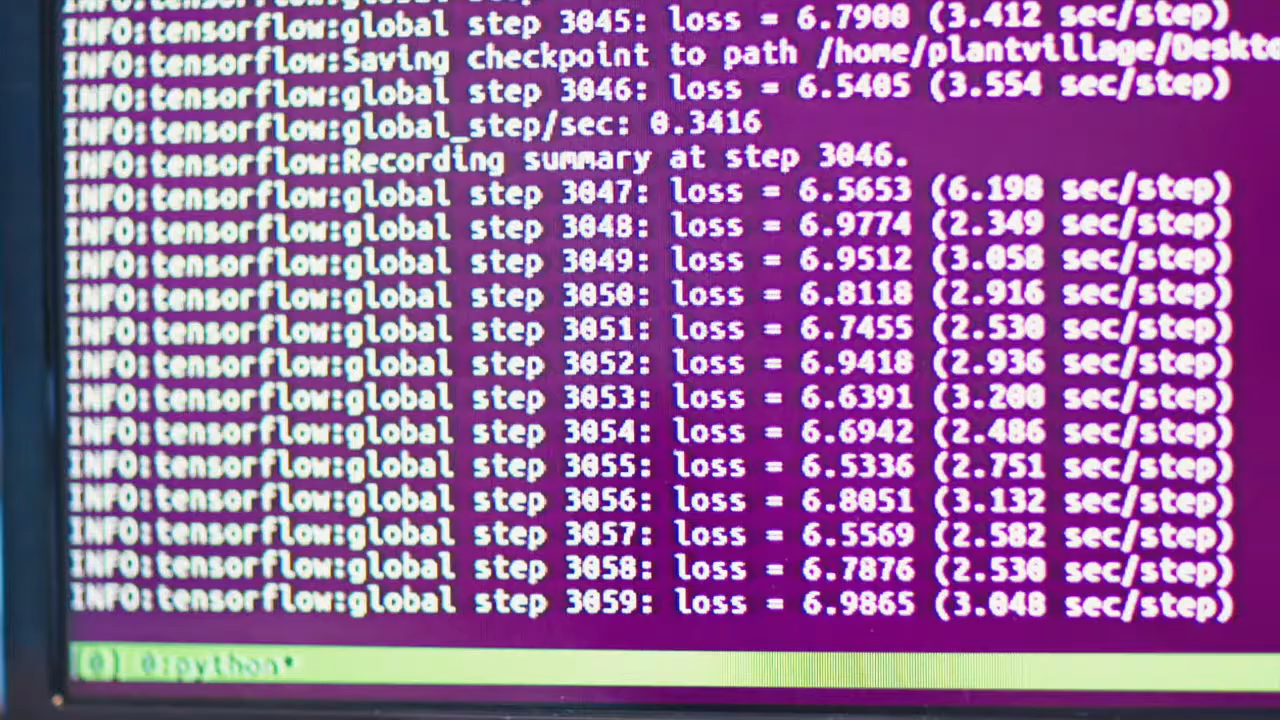 INFO:tensorflow:global step 3045: loss = 6.7900 (3.412 sec/step)
INFO:tensorflow:Saving checkpoint to path /home/plantvillage/Deskto
INFO:tensorflow:global step 3046: loss = 6.5405 (3.554 sec/step)
INFO:tensorflow:global_step/sec: 0.3416
INFO:tensorflow:Recording summary at step 3046.
INFO:tensorflow:global step 3047: loss = 6.5653 (6.198 sec/step)
INFO:tensorflow:global step 3048: loss = 6.9774 (2.349 sec/step)
INFO:tensorflow:global step 3049: loss = 6.9512 (3.058 sec/step)
INFO:tensorflow:global step 3050: loss = 6.8118 (2.916 sec/step)
INFO:tensorflow:global step 3051: loss = 6.7455 (2.530 sec/step)
INFO:tensorflow:global step 3052: loss = 6.9418 (2.936 sec/step)
INFO:tensorflow:global step 3053: loss = 6.6391 (3.200 sec/step)
INFO:tensorflow:global step 3054: loss = 6.6942 (2.486 sec/step)
INFO:tensorflow:global step 3055: loss = 6.5336 (2.751 sec/step)
INFO:tensorflow:global step 3056: loss = 6.8051 (3.132 sec/step)
INFO:tensorflow:global step 3057: loss = 6.5569 (2.582 sec/step)
INFO:tensorflow:global step 3058: loss = 6.7876 (2.530 sec/step)
INFO:tensorflow:global step 3059: loss = 6.9865 (3.048 sec/step)
[0] 0:python*